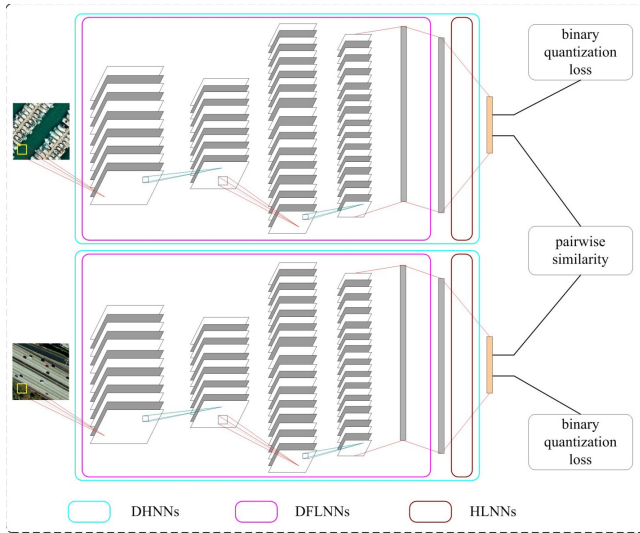 binary
quantization
loss
pairwise
similarity
binary
quantization
loss
DHNNs
DFLNNs
HLNNs